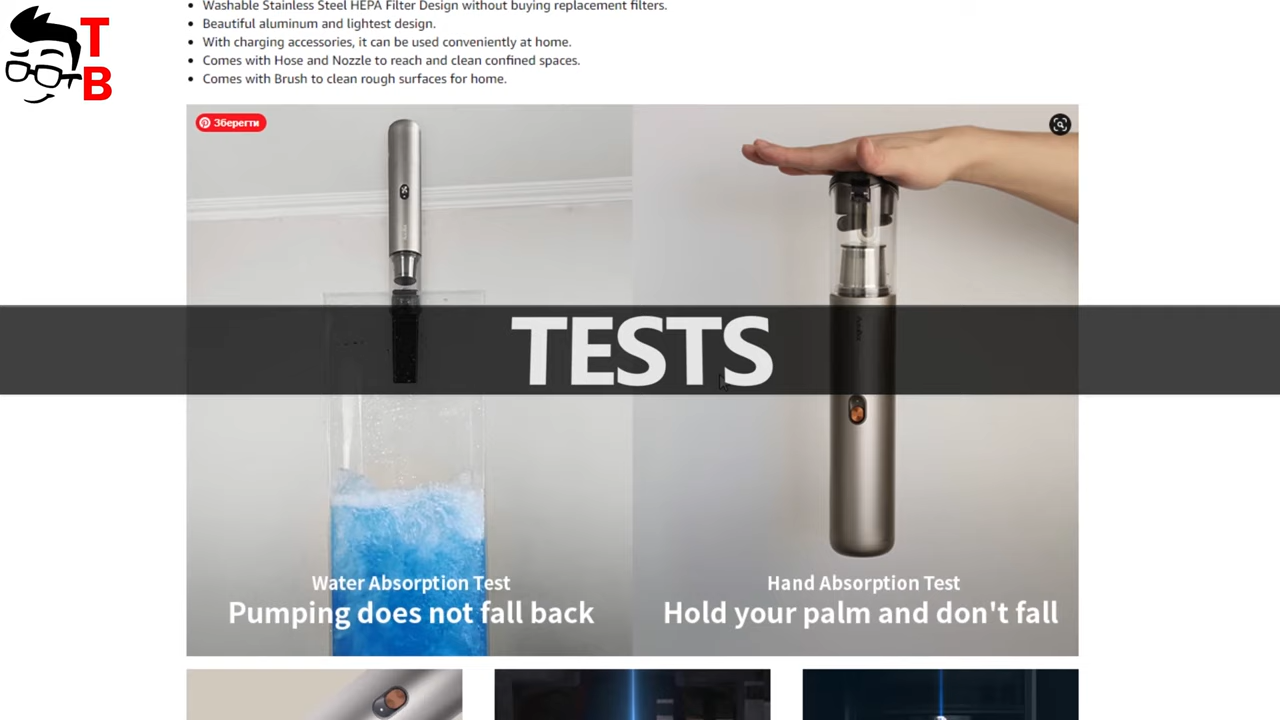 Washable Stainless Steel HEPA Filter Design without buying replacement filters.
Beautiful aluminum and lightest design.
With charging accessories, it can be used conveniently at home.
Comes with Hose and Nozzle to reach and clean confined spaces.
Comes with Brush to clean rough surfaces for home.
T
B
Зберегти
TESTS
Water Absorption Test
Pumping does not fall back
Hand Absorption Test
Hold your palm and don't fall